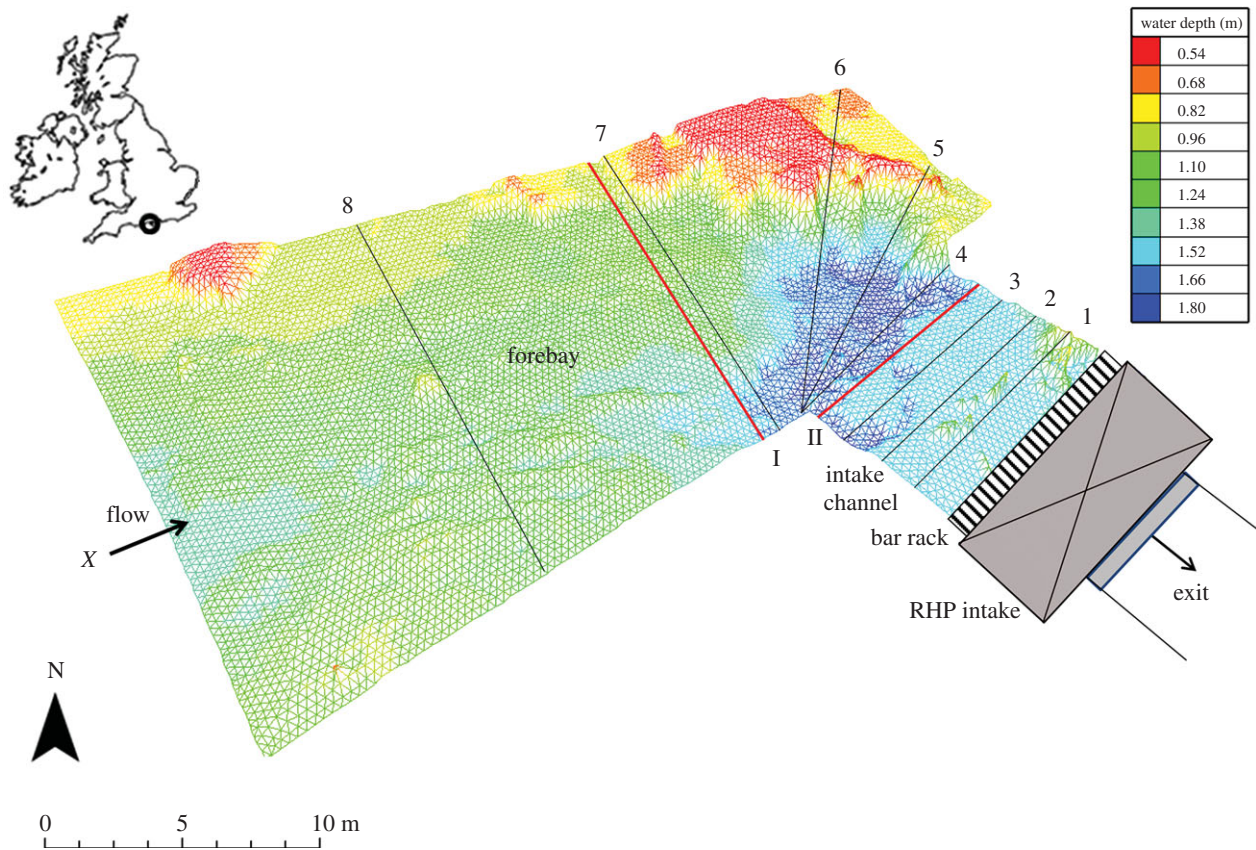 water depth (m)
0.54
0.68
0.82
0.96
1.10
1.24
1.38
1.52
1.66
1.80
6
7
5
8
4
3
2
1
forebay
I
II
intake
channel
flow
X
bar rack
exit
RHP intake
N
0 5 10 m